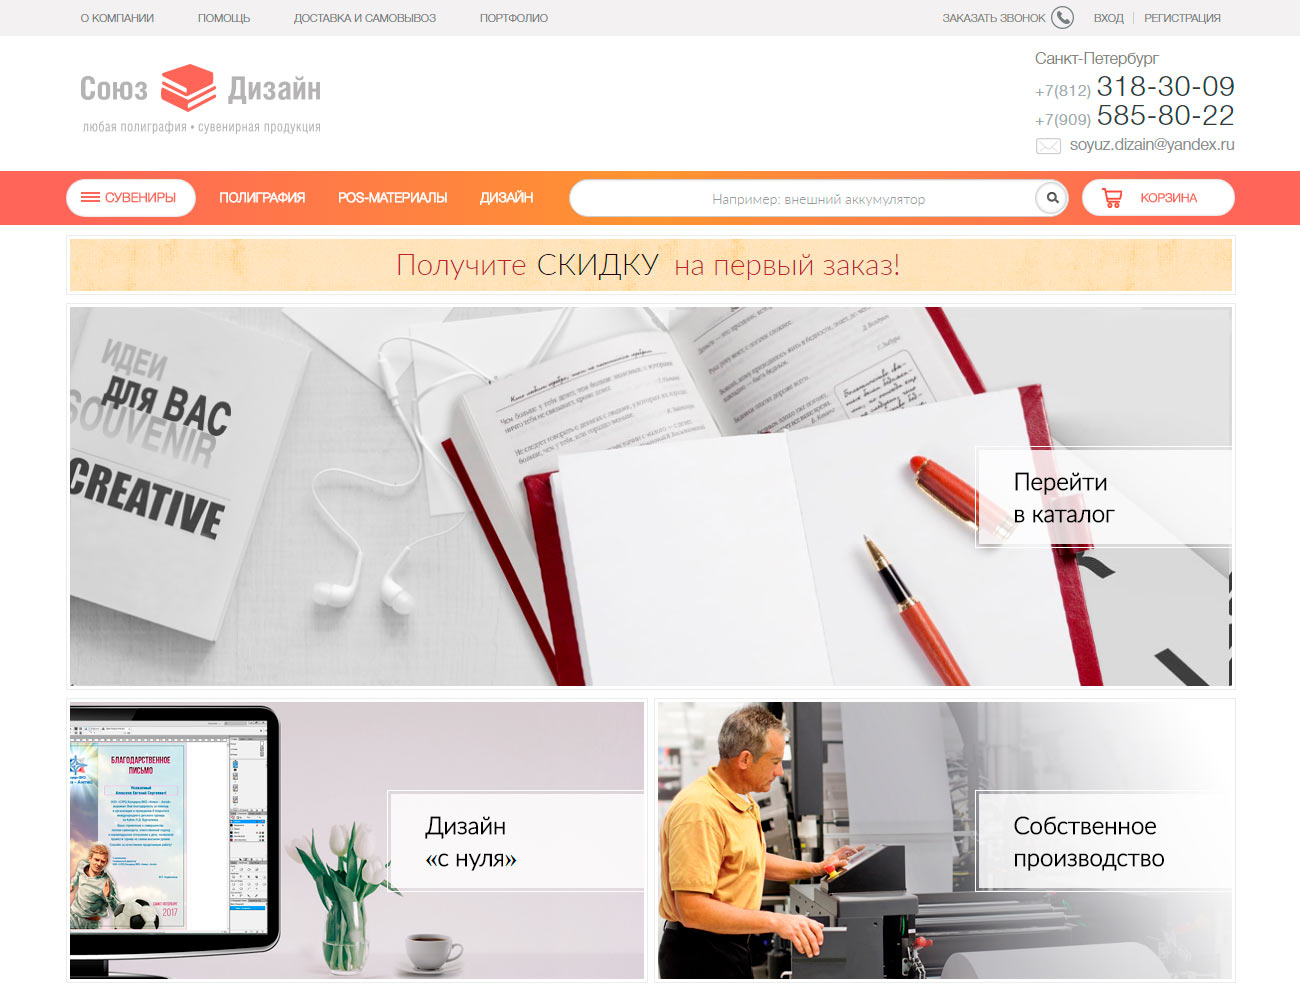 О КОМПАНИИ ПОМОЩЬ ДОСТАВКА И САМОВЫВОЗ ПОРТФОЛИО ЗАКАЗАТЬ ЗВОНОК ВХОД РЕГИСТРАЦИЯ
Союз Дизайн
любая полиграфия • сувенирная продукция
Санкт-Петербург
+7(812) 318-30-09
+7(909) 585-80-22
soyuz.dizain@yandex.ru
СУВЕНИРЫ ПОЛИГРАФИЯ POS-МАТЕРИАЛЫ ДИЗАЙН Например: внешний аккумулятор КОРЗИНА
Получите СКИДКУ на первый заказ!
ИДЕИ
ДЛЯ ВАС
SOUVENIR
CREATIVE
Перейти
в каталог
БЛАГОДАРСТВЕННОЕ
ПИСЬМО
2017
Дизайн
«с нуля»
Собственное
производство